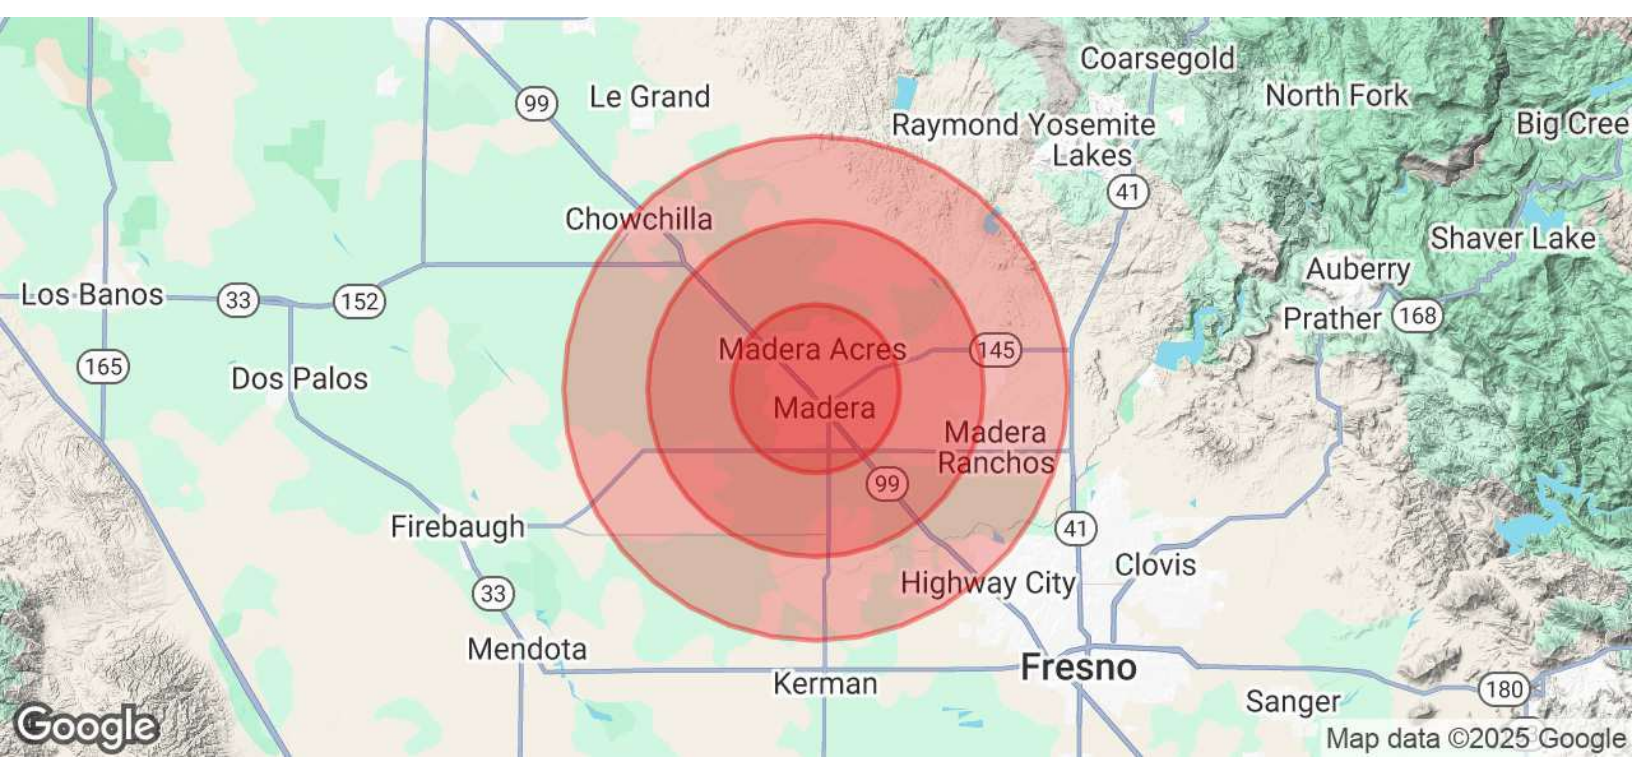 Coarsegold
99
Le Grand
North Fork
Raymond
Yosemite
Lakes
Big Cree
41
Chowchilla
Shaver Lake
Auberry
Los Banos
33
152
Prather
168
Madera Acres
145
165
Dos Palos
Madera
Madera
Ranchos
99
Firebaugh
41
Clovis
Highway City
33
Mendota
Fresno
Kerman
180
Sanger
Google
Map data ©2025 Google